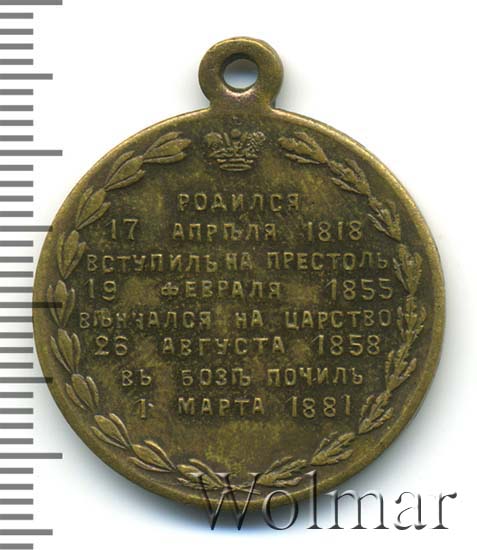 РОДИЛСЯ
17 АПРѢЛЯ 1818
ВСТУПИЛЪ НА ПРЕСТОЛЪ
19 ФЕВРАЛЯ 1855
ВѢНЧАЛСЯ НА ЦАРСТВО
26 АВГУСТА 1858
ВЪ БОЗѢ ПОЧИЛЪ
1 МАРТА 1881
Wolmar